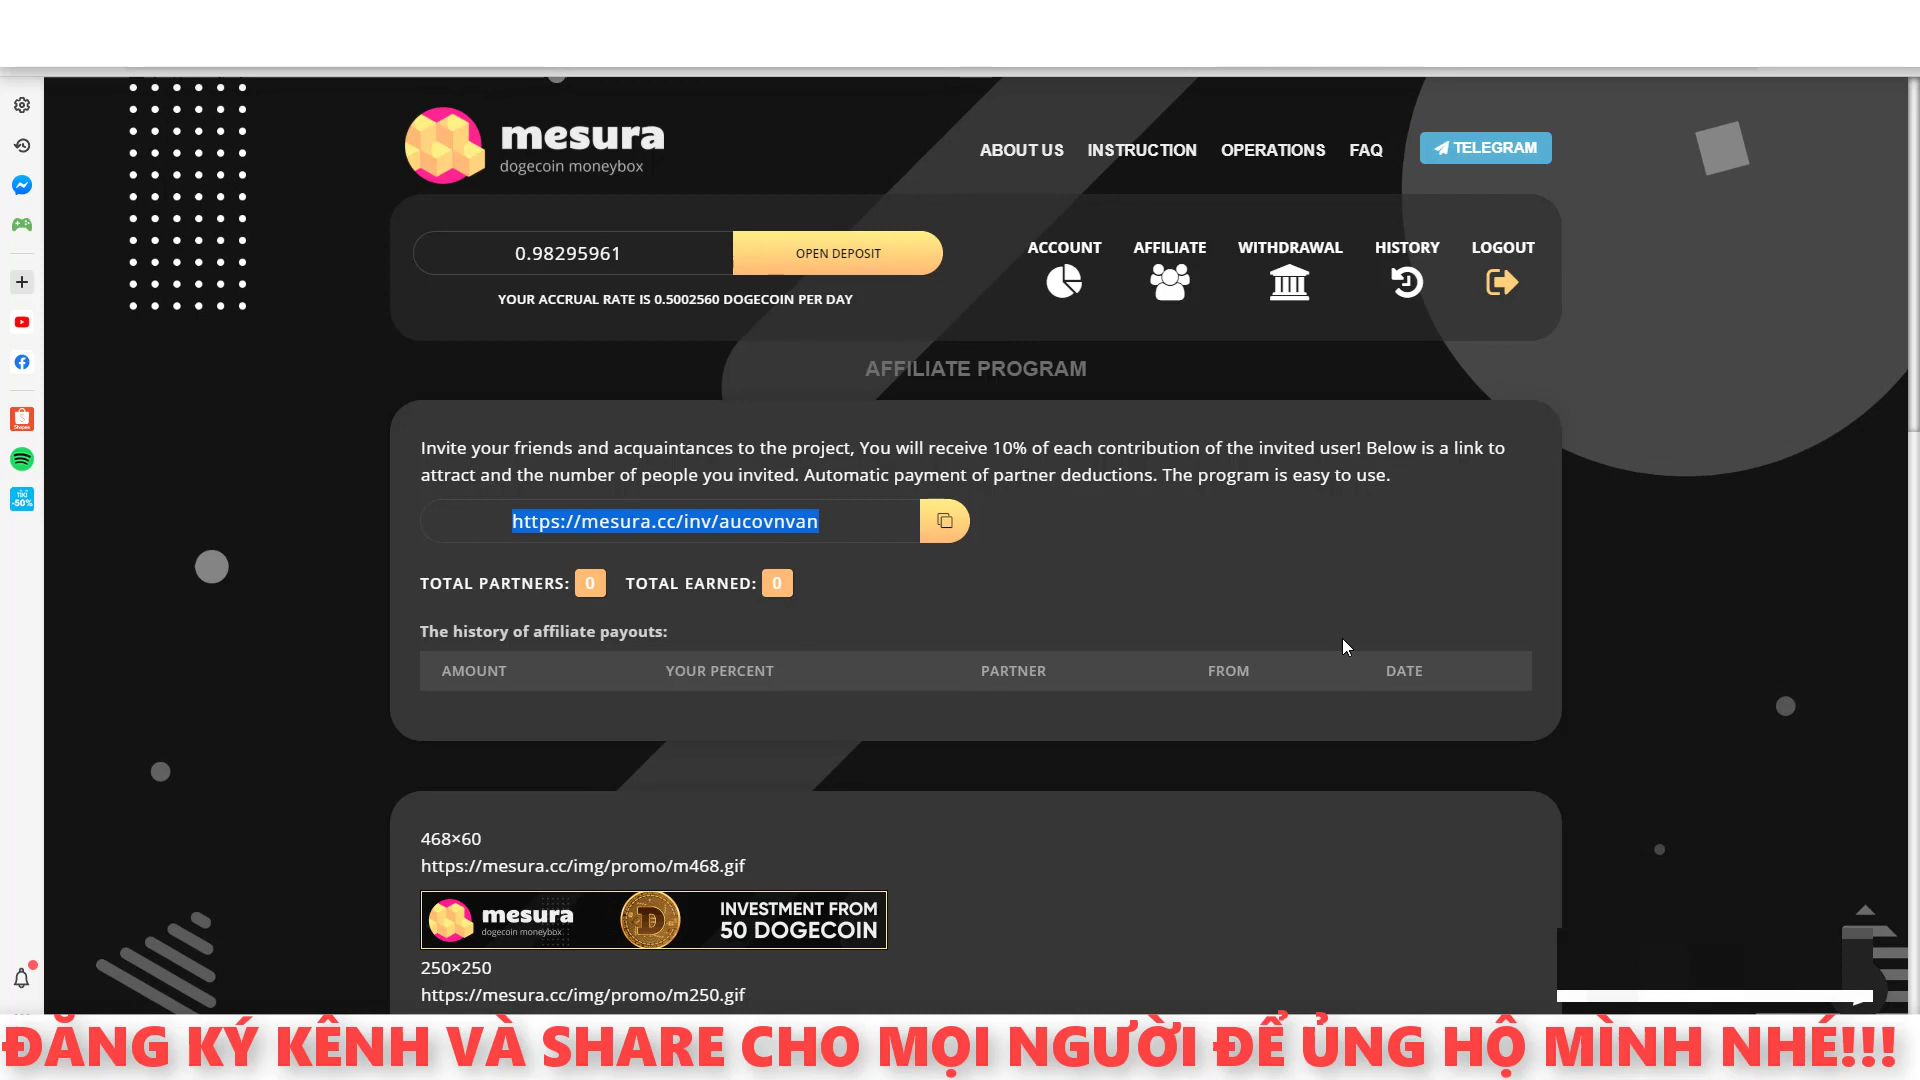 mesura
dogecoin moneybox
ABOUT US INSTRUCTION OPERATIONS FAQ TELEGRAM
0.98295961 OPEN DEPOSIT
YOUR ACCRUAL RATE IS 0.5002560 DOGECOIN PER DAY
ACCOUNT AFFILIATE WITHDRAWAL HISTORY LOGOUT
AFFILIATE PROGRAM
Invite your friends and acquaintances to the project, You will receive 10% of each contribution of the invited user! Below is a link to
attract and the number of people you invited. Automatic payment of partner deductions. The program is easy to use.
https://mesura.cc/inv/aucovnvan
TOTAL PARTNERS: 0 TOTAL EARNED: 0
The history of affiliate payouts:
AMOUNT YOUR PERCENT PARTNER FROM DATE
468×60
https://mesura.cc/img/promo/m468.gif
mesura
dogecoin moneybox
INVESTMENT FROM
50 DOGECOIN
250×250
https://mesura.cc/img/promo/m250.gif
TIKI
-50%
ĐĂNG KÝ KÊNH VÀ SHARE CHO MỌI NGƯỜI ĐỂ ỦNG HỘ MÌNH NHÉ!!!